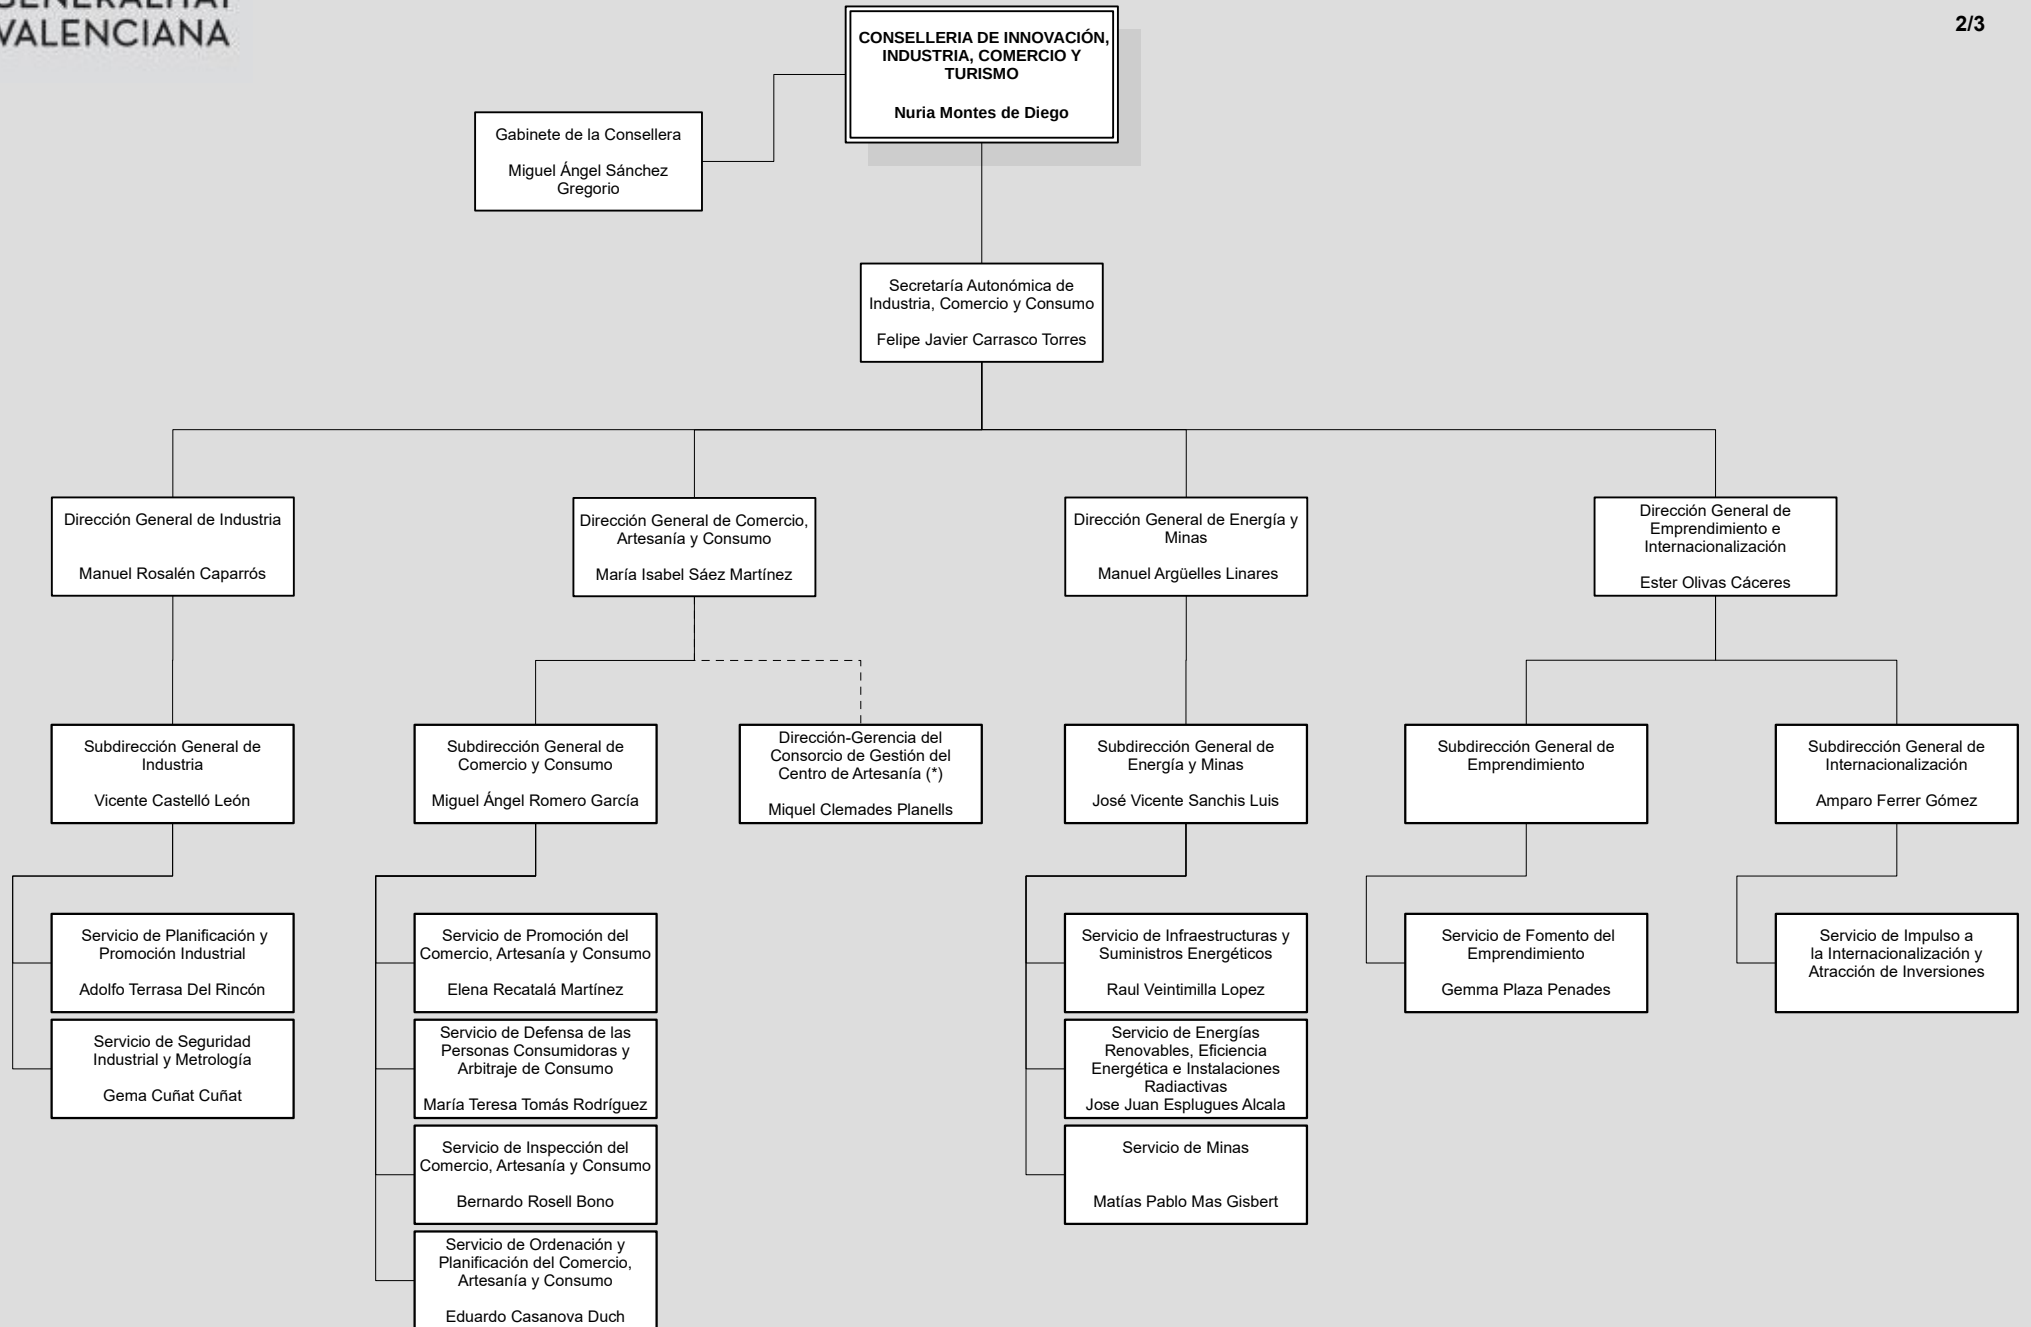 GENERALITAT
VALENCIANA
2/3
CONSELLERIA DE INNOVACIÓN,
INDUSTRIA, COMERCIO Y
TURISMO
Nuria Montes de Diego
Gabinete de la Consellera
Miguel Ángel Sánchez
Gregorio
Secretaría Autonómica de
Industria, Comercio y Consumo
Felipe Javier Carrasco Torres
Dirección General de Industria
Manuel Rosalén Caparrós
Dirección General de Comercio,
Artesanía y Consumo
María Isabel Sáez Martínez
Dirección General de Energía y
Minas
Manuel Argüelles Linares
Dirección General de
Emprendimiento e
Internacionalización
Ester Olivas Cáceres
Subdirección General de
Industria
Vicente Castelló León
Subdirección General de
Comercio y Consumo
Miguel Ángel Romero García
Dirección-Gerencia del
Consorcio de Gestión del
Centro de Artesanía (*)
Miquel Clemades Planells
Subdirección General de
Energía y Minas
José Vicente Sanchis Luis
Subdirección General de
Emprendimiento
Subdirección General de
Internacionalización
Amparo Ferrer Gómez
Servicio de Planificación y
Promoción Industrial
Adolfo Terrasa Del Rincón
Servicio de Seguridad
Industrial y Metrología
Gema Cuñat Cuñat
Servicio de Promoción del
Comercio, Artesanía y Consumo
Elena Recatalá Martínez
Servicio de Defensa de las
Personas Consumidoras y
Arbitraje de Consumo
María Teresa Tomás Rodríguez
Servicio de Inspección del
Comercio, Artesanía y Consumo
Bernardo Rosell Bono
Servicio de Ordenación y
Planificación del Comercio,
Artesanía y Consumo
Eduardo Casanova Duch
Servicio de Infraestructuras y
Suministros Energéticos
Raul Veintimilla Lopez
Servicio de Energías
Renovables, Eficiencia
Energética e Instalaciones
Radiactivas
Jose Juan Esplugues Alcala
Servicio de Minas
Matías Pablo Mas Gisbert
Servicio de Fomento del
Emprendimiento
Gemma Plaza Penades
Servicio de Impulso a
la Internacionalización y
Atracción de Inversiones